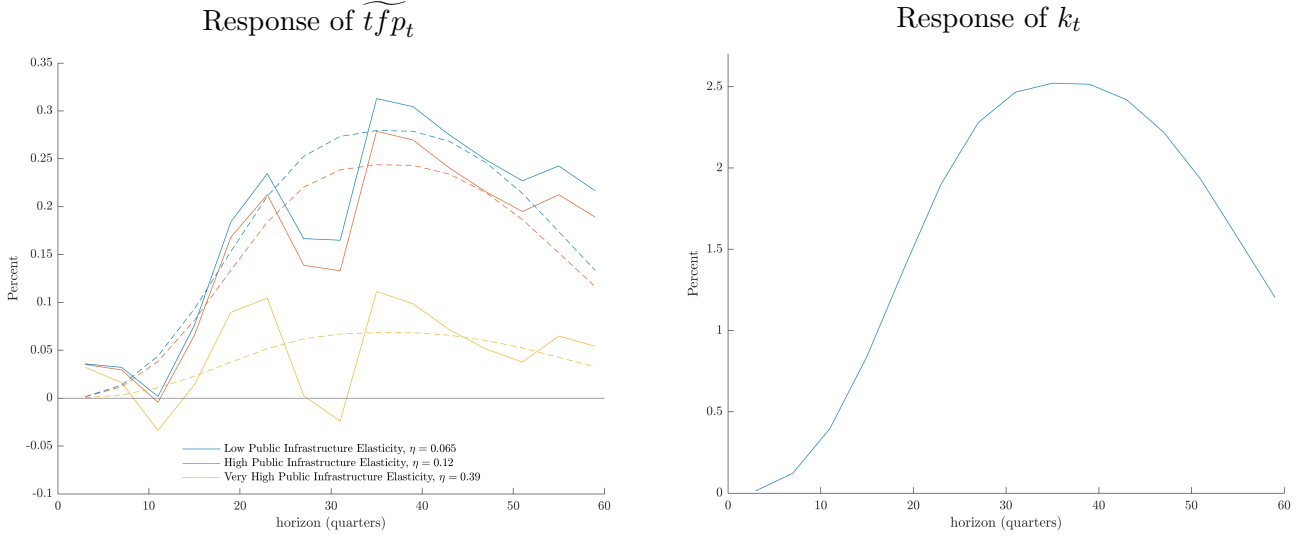 Response of $\widetilde{tfp}_t$
0.35
0.3
0.25
0.2
0.15
0.1
0.05
0
-0.05
-0.1
Percent
0 10 20 30 40 50 60
horizon (quarters)
Low Public Infrastructure Elasticity, η = 0.065
High Public Infrastructure Elasticity, η = 0.12
Very High Public Infrastructure Elasticity, η = 0.39
Response of $k_t$
2.5
2
1.5
1
0.5
0
Percent
0 10 20 30 40 50 60
horizon (quarters)